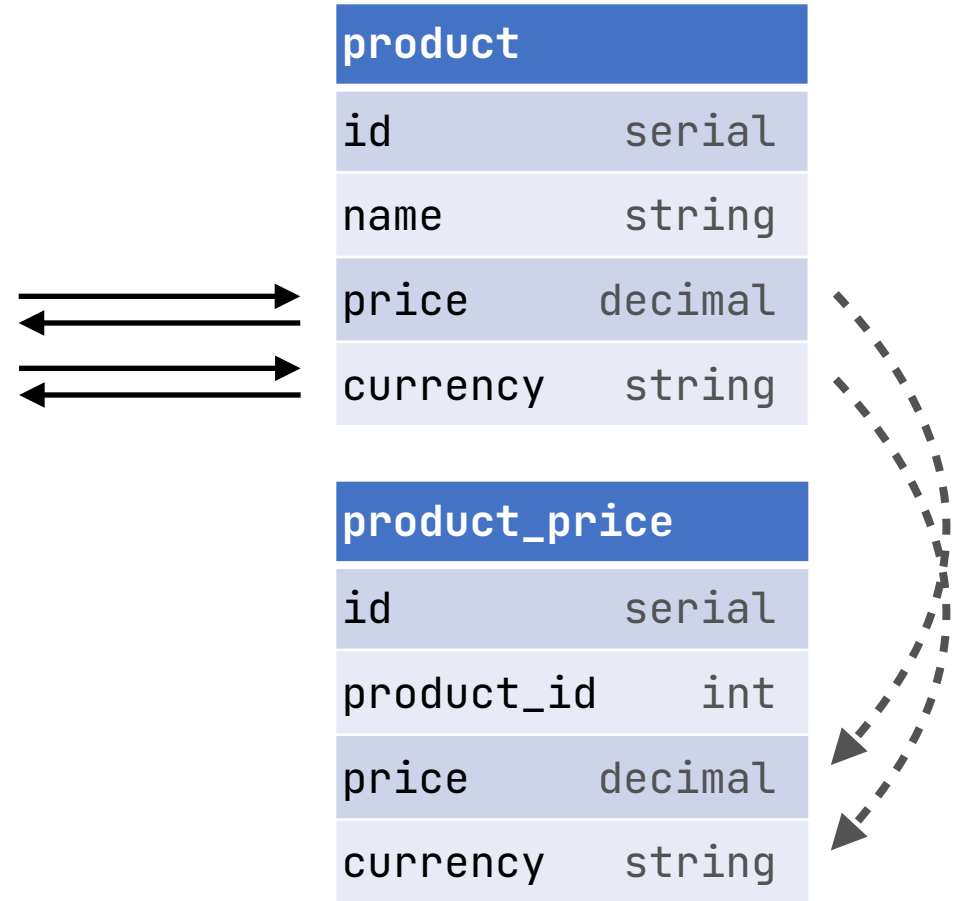 product
id serial
name string
price decimal
currency string
product_price
id serial
product_id int
price decimal
currency string